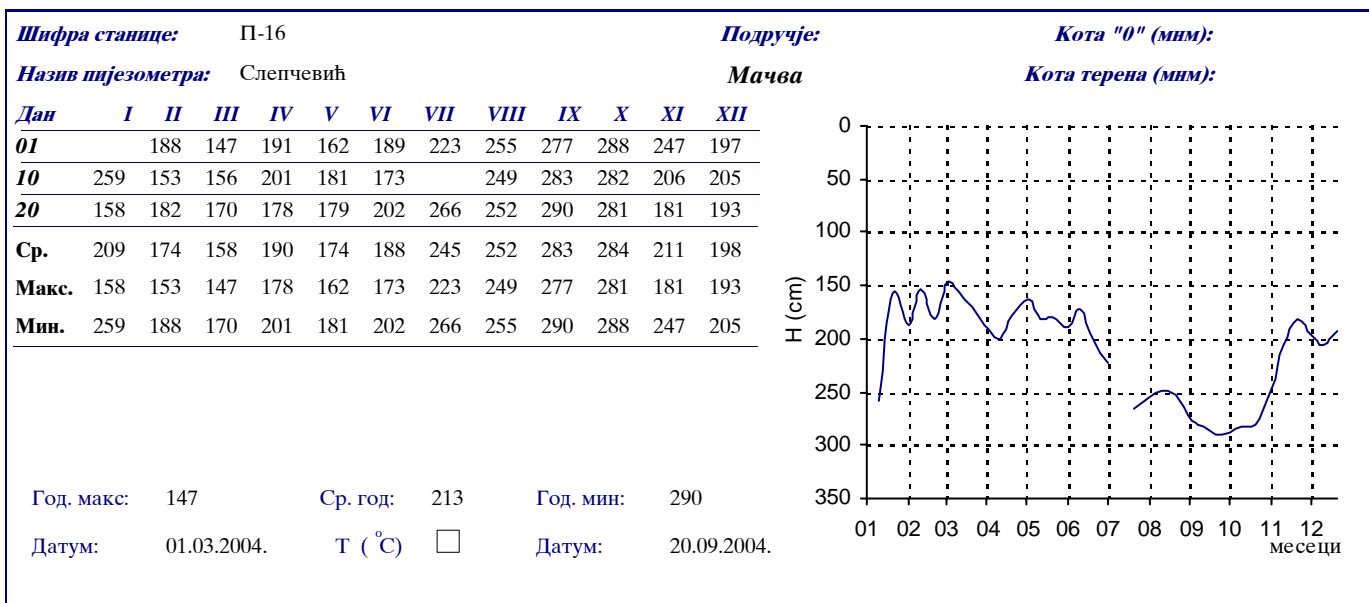 Шифра станице: П-16 Подручје: Кота "0" (мнм):
Назив пијезометра: Слепчевић Мачва Кота терена (мнм):
Дан I II III IV V VI VII VIII IX X XI XII
01 188 147 191 162 189 223 255 277 288 247 197
10 259 153 156 201 181 173 249 283 282 206 205
20 158 182 170 178 179 202 266 252 290 281 181 193
Ср. 209 174 158 190 174 188 245 252 283 284 211 198
Макс. 158 153 147 178 162 173 223 249 277 281 181 193
Мин. 259 188 170 201 181 202 266 255 290 288 247 205
Год. макс: 147 Ср. год: 213 Год. мин: 290
Датум: 01.03.2004. Т ( °С) Датум: 20.09.2004.
H (cm)
0
50
100
150
200
250
300
350
01 02 03 04 05 06 07 08 09 10 11 12
месеци